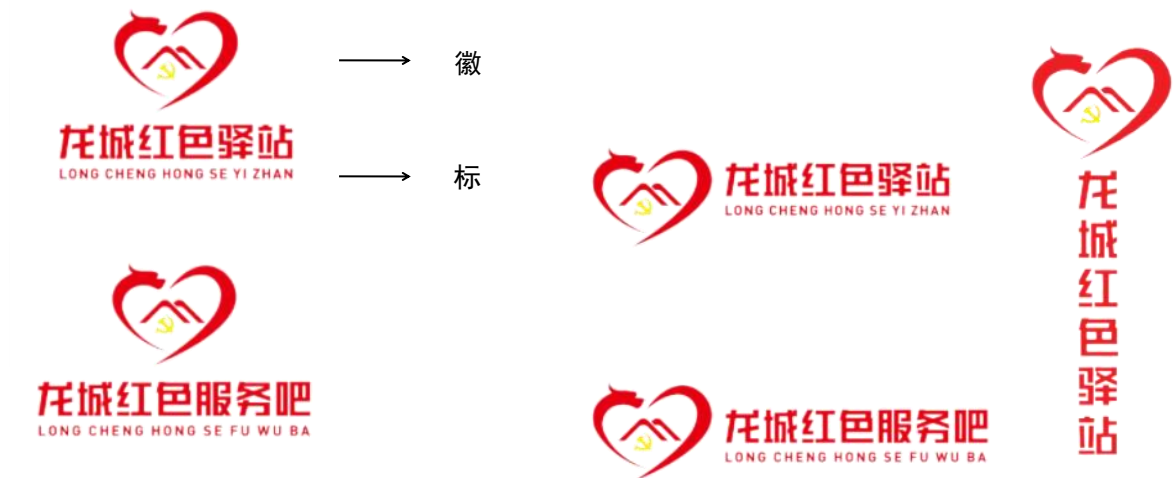 徽
龙城红色驿站
LONG CHENG HONG SE YI ZHAN
标
龙城红色服务吧
LONG CHENG HONG SE FU WU BA
龙城红色驿站
LONG CHENG HONG SE YI ZHAN
龙城红色服务吧
LONG CHENG HONG SE FU WU BA
龙城红色驿站